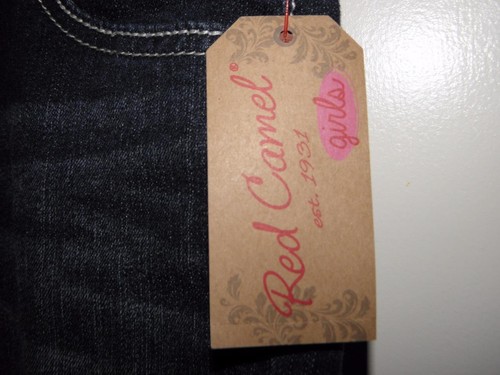 Red Camel®
est. 1931
girls